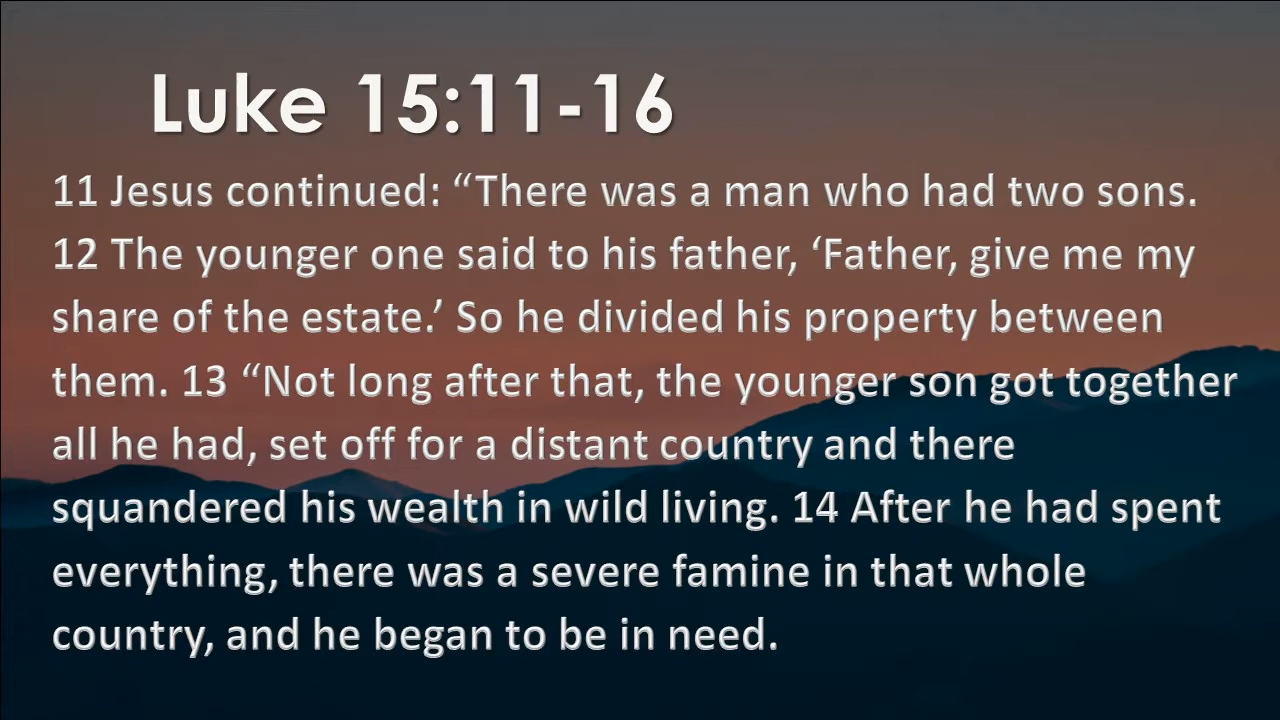 Luke 15:11-16
11 Jesus continued: “There was a man who had two sons.
12 The younger one said to his father, ‘Father, give me my
share of the estate.’ So he divided his property between
them. 13 “Not long after that, the younger son got together
all he had, set off for a distant country and there
squandered his wealth in wild living. 14 After he had spent
everything, there was a severe famine in that whole
country, and he began to be in need.